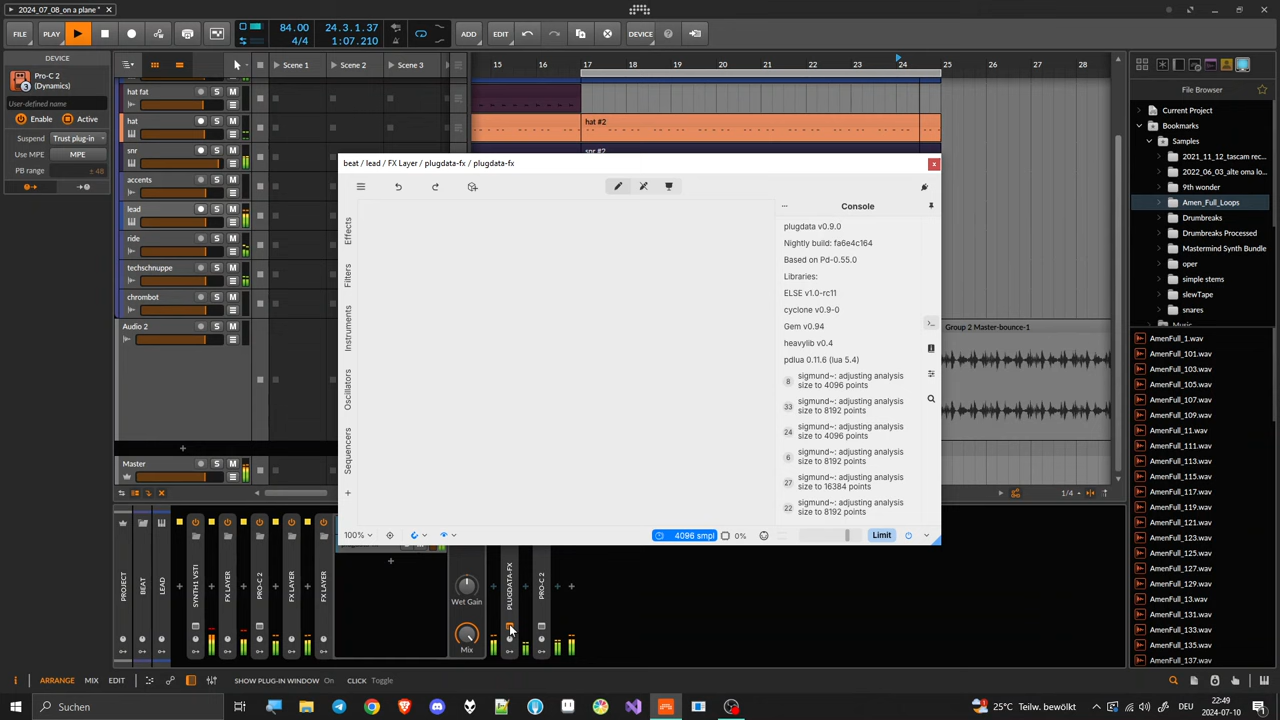 2024_07_08_on a plane *
FILE
PLAY
84.00
4/4
24.3.1.37
1:07.210
ADD
EDIT
DEVICE
DEVICE
Pro-C 2
(Dynamics)
User-defined name
Enable
Active
Suspend
Trust plug-in
Use MPE
MPE
PB range
± 48
Scene 1
Scene 2
Scene 3
hat fat
hat
snr
accents
lead
ride
techschnuppe
chrombot
Audio 2
Master
S
M
15
16
17
18
19
20
21
22
23
24
25
26
27
28
hat #2
snr #2
Group 2 Master-bounce-1
beat / lead / FX Layer / plugdata-fx / plugdata-fx
Effects
Filters
Instruments
Oscillators
Sequencers
Console
plugdata v0.9.0
Nightly build: fa6e4c164
Based on Pd-0.55.0
Libraries:
ELSE v1.0-rc11
cyclone v0.9-0
Gem v0.94
heavylib v0.4
pdlua 0.11.6 (lua 5.4)
8 sigmund~: adjusting analysis
size to 4096 points
33 sigmund~: adjusting analysis
size to 8192 points
24 sigmund~: adjusting analysis
size to 4096 points
6 sigmund~: adjusting analysis
size to 8192 points
27 sigmund~: adjusting analysis
size to 16384 points
22 sigmund~: adjusting analysis
size to 8192 points
100%
4096 smpl
0%
Limit
1/4
File Browser
Current Project
Bookmarks
Samples
2021_11_12_tascam rec...
2022_06_03_alte oma lo...
9th wonder
Amen_Full_Loops
Drumbreaks
Drumbreaks Processed
Mastermind Synth Bundle
oper
simple stems
slewTape
snares
Music
AmenFull_1.wav
AmenFull_101.wav
AmenFull_103.wav
AmenFull_105.wav
AmenFull_107.wav
AmenFull_109.wav
AmenFull_11.wav
AmenFull_111.wav
AmenFull_113.wav
AmenFull_115.wav
AmenFull_117.wav
AmenFull_119.wav
AmenFull_121.wav
AmenFull_123.wav
AmenFull_125.wav
AmenFull_127.wav
AmenFull_129.wav
AmenFull_13.wav
AmenFull_131.wav
AmenFull_133.wav
AmenFull_135.wav
AmenFull_137.wav
PROJECT
BEAT
LEAD
SYNTH1 VSTI
FX LAYER
PRO-C 2
FX LAYER
FX LAYER
Wet Gain
Mix
PLUGDATA-FX
PRO-C 2
ARRANGE
MIX
EDIT
SHOW PLUG-IN WINDOW On
CLICK Toggle
Suchen
25°C Teilw. bewölkt
DEU
22:49
2024-07-10